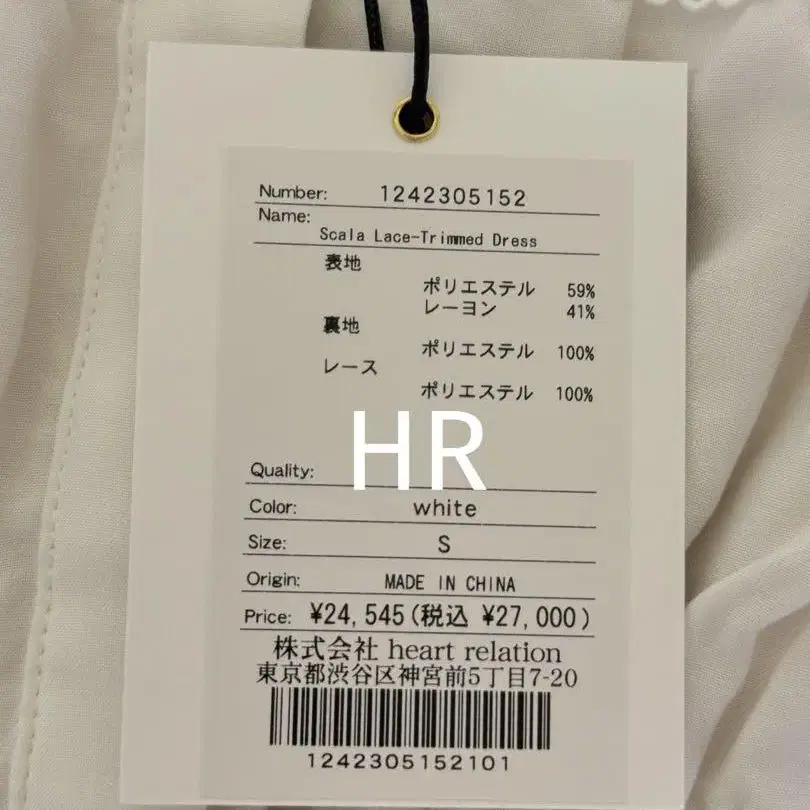 Number: 1242305152
Name:
Scala Lace-Trimmed Dress
表地
ポリエステル 59%
レーヨン 41%
裏地
ポリエステル 100%
レース
ポリエステル 100%
HR
Quality:
Color: white
Size: S
Origin: MADE IN CHINA
Price: ¥24,545(税込 ¥27,000)
株式会社 heart relation
東京都渋谷区神宮前5丁目7-20
1242305152101